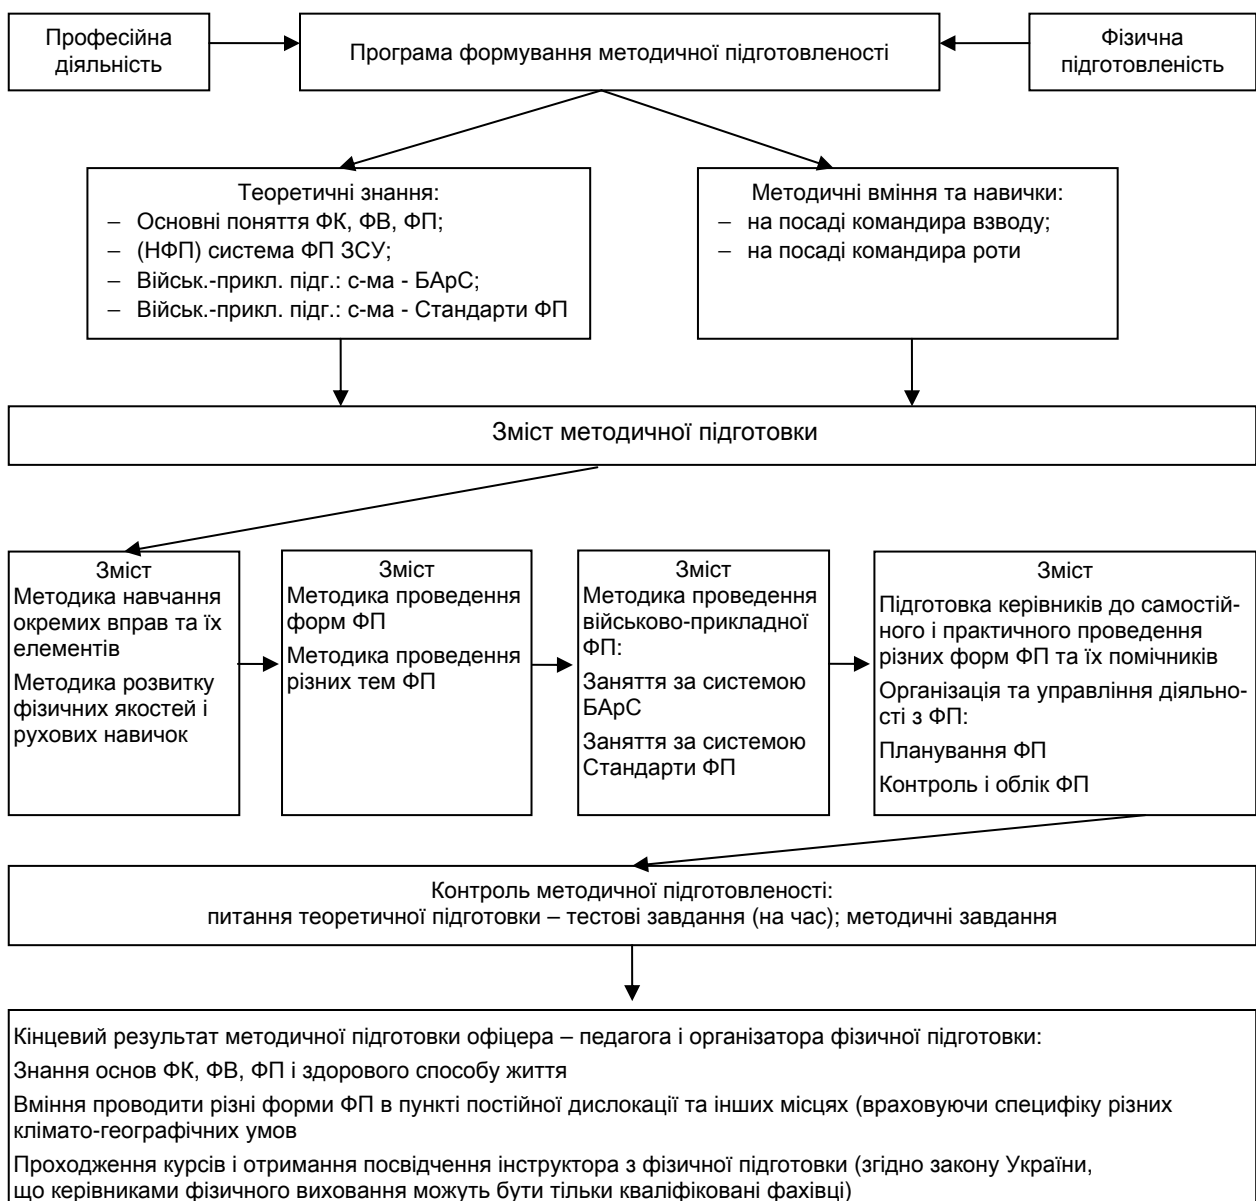 Професійна
діяльність
Програма формування методичної підготовленості
Фізична
підготовленість
Теоретичні знання:
– Основні поняття ФК, ФВ, ФП;
– (НФП) система ФП ЗСУ;
– Військ.-прикл. підг.: с-ма - БАрС;
– Військ.-прикл. підг.: с-ма - Стандарти ФП
Методичні вміння та навички:
– на посаді командира взводу;
– на посаді командира роти
Зміст методичної підготовки
Зміст
Методика навчання
окремих вправ та їх
елементів
Методика розвитку
фізичних якостей і
рухових навичок
Зміст
Методика проведення
форм ФП
Методика проведення
різних тем ФП
Зміст
Методика проведення
військово-прикладної
ФП:
Заняття за системою
БАрС
Заняття за системою
Стандарти ФП
Зміст
Підготовка керівників до самостій-
ного і практичного проведення
різних форм ФП та їх помічників
Організація та управління діяльно-
сті з ФП:
Планування ФП
Контроль і облік ФП
Контроль методичної підготовленості:
питання теоретичної підготовки – тестові завдання (на час); методичні завдання
Кінцевий результат методичної підготовки офіцера – педагога і організатора фізичної підготовки:
Знання основ ФК, ФВ, ФП і здорового способу життя
Вміння проводити різні форми ФП в пункті постійної дислокації та інших місцях (враховуючи специфіку різних
клімато-географічних умов
Проходження курсів і отримання посвідчення інструктора з фізичної підготовки (згідно закону України,
що керівниками фізичного виховання можуть бути тільки кваліфіковані фахівці)